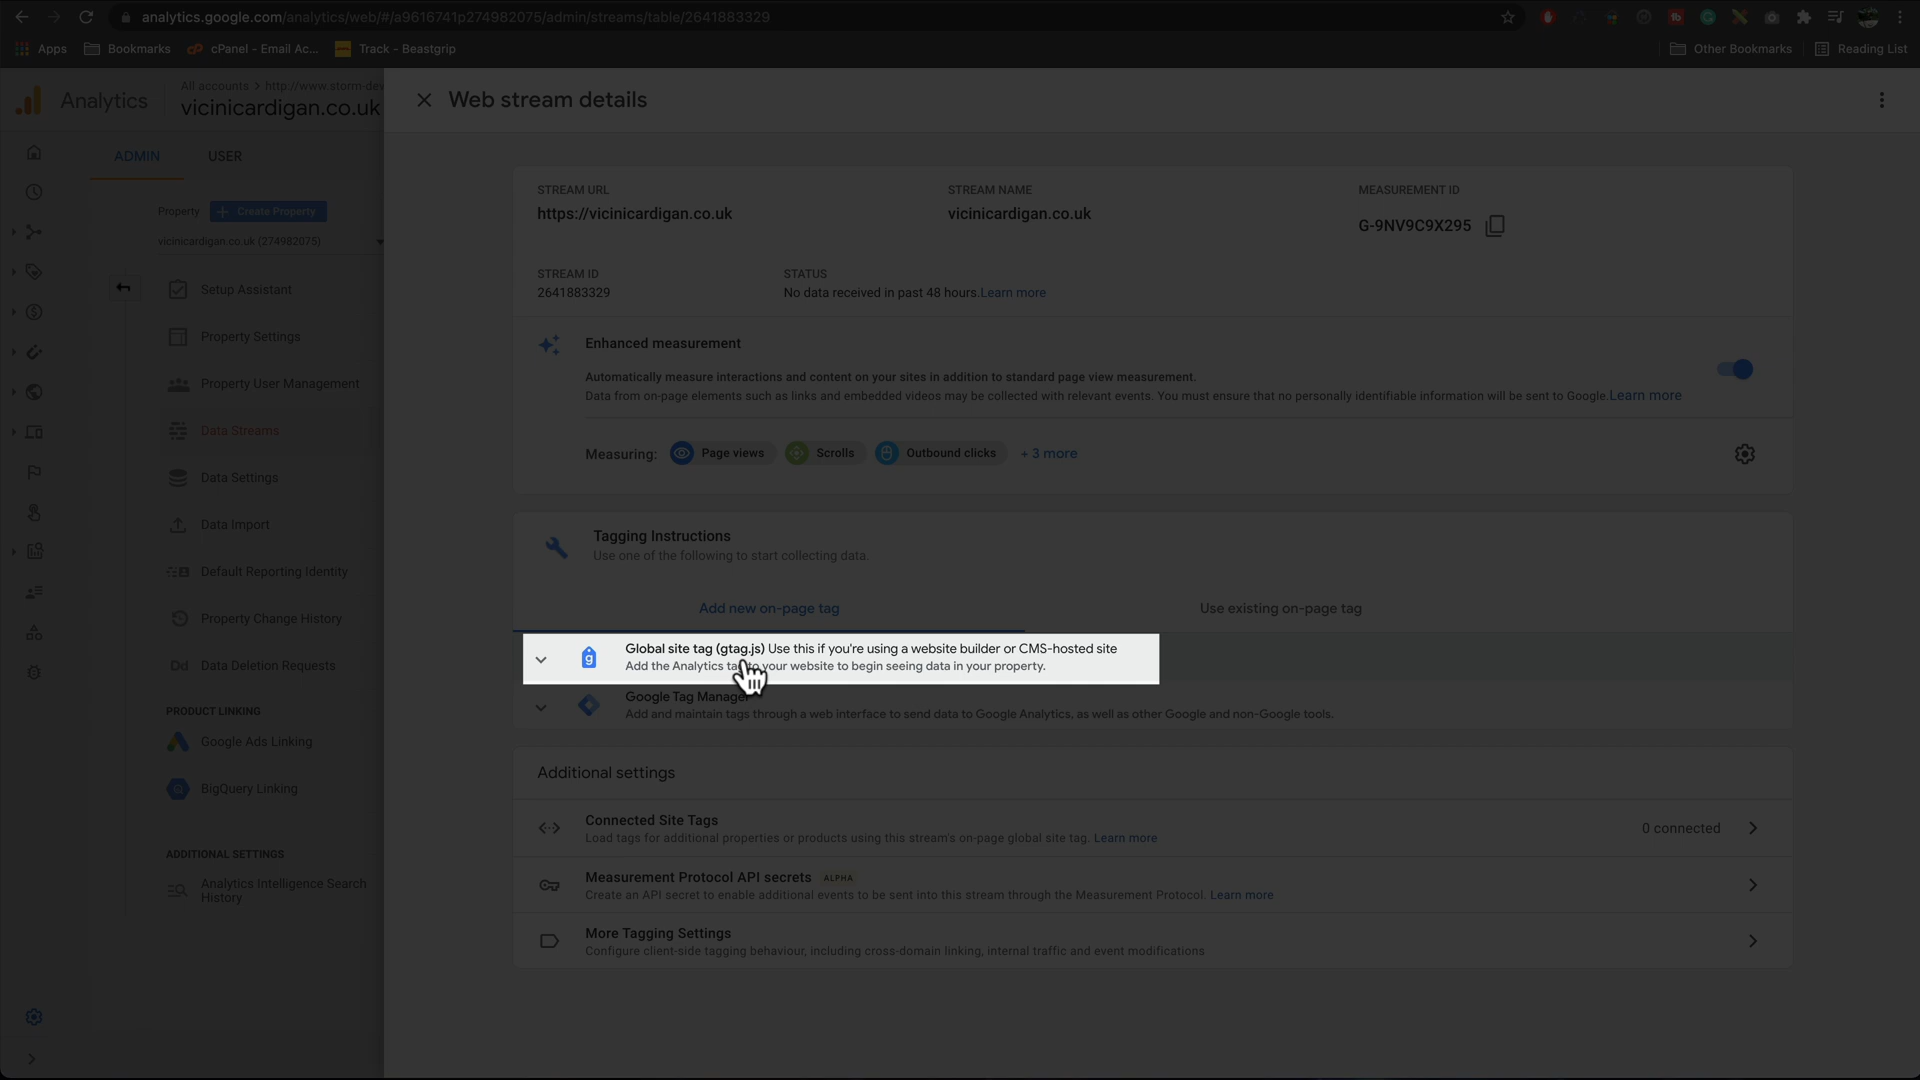 analytics.google.com/analytics/web/#/a9616741p274982075/admin/streams/table/2641883329
Apps
Bookmarks
cPanel - Email Ac...
Track - Beastgrip
Other Bookmarks
Reading List
Analytics
All accounts > http://www.storm-dev
vicinicardigan.co.uk
Web stream details
ADMIN
USER
Property
Create Property
vicinicardigan.co.uk (274982075)
Setup Assistant
Property Settings
Property User Management
Data Streams
Data Settings
Data Import
Default Reporting Identity
Property Change History
Dd
Data Deletion Requests
PRODUCT LINKING
Google Ads Linking
BigQuery Linking
ADDITIONAL SETTINGS
Analytics Intelligence Search
History
STREAM URL
https://vicinicardigan.co.uk
STREAM NAME
vicinicardigan.co.uk
MEASUREMENT ID
G-9NV9C9X295
STREAM ID
2641883329
STATUS
No data received in past 48 hours.Learn more
Enhanced measurement
Automatically measure interactions and content on your sites in addition to standard page view measurement.
Data from on-page elements such as links and embedded videos may be collected with relevant events. You must ensure that no personally identifiable information will be sent to Google.Learn more
Measuring:
Page views
Scrolls
Outbound clicks
+ 3 more
Tagging Instructions
Use one of the following to start collecting data.
Add new on-page tag
Use existing on-page tag
Global site tag (gtag.js) Use this if you're using a website builder or CMS-hosted site
Add the Analytics tag to your website to begin seeing data in your property.
Google Tag Manager
Add and maintain tags through a web interface to send data to Google Analytics, as well as other Google and non-Google tools.
Additional settings
Connected Site Tags
Load tags for additional properties or products using this stream's on-page global site tag. Learn more
0 connected
Measurement Protocol API secrets ALPHA
Create an API secret to enable additional events to be sent into this stream through the Measurement Protocol. Learn more
More Tagging Settings
Configure client-side tagging behaviour, including cross-domain linking, internal traffic and event modifications